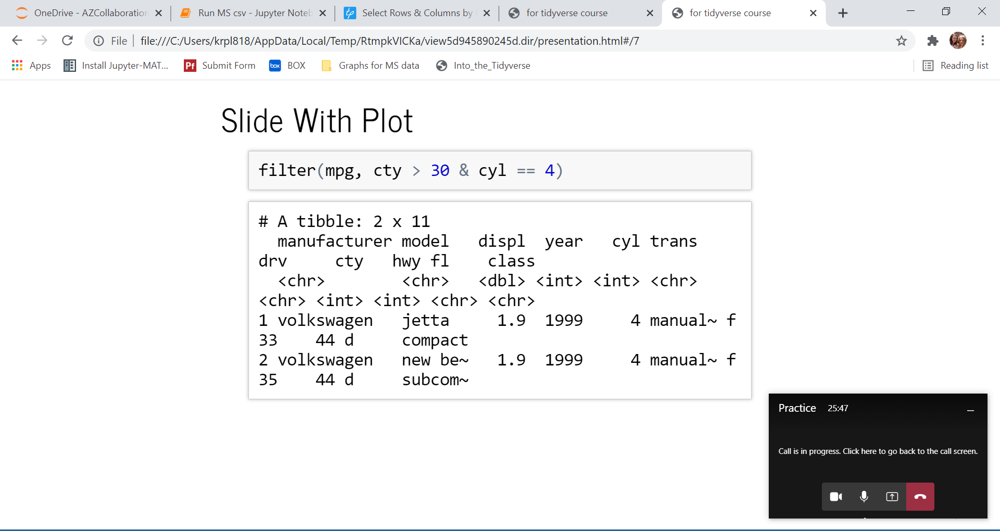 OneDrive - AZCollaboration
Run MS csv - Jupyter Noteb
Select Rows & Columns by
for tidyverse course
for tidyverse course
File
file:///C:/Users/krpl818/AppData/Local/Temp/RtmpkVICKa/view5d945890245d.dir/presentation.html#/7
Apps
Install Jupyter-MAT...
Pf Submit Form
box BOX
Graphs for MS data
Into_the_Tidyverse
Reading list
Slide With Plot
filter(mpg, cty > 30 & cyl == 4)
# A tibble: 2 x 11
manufacturer model displ year cyl trans
drv cty hwy fl class
<chr> <chr> <dbl> <int> <int> <chr>
<chr> <int> <int> <chr> <chr>
1 volkswagen jetta 1.9 1999 4 manual~ f
33 44 d compact
2 volkswagen new be~ 1.9 1999 4 manual~ f
35 44 d subcom~
Practice 25:47
Call is in progress. Click here to go back to the call screen.